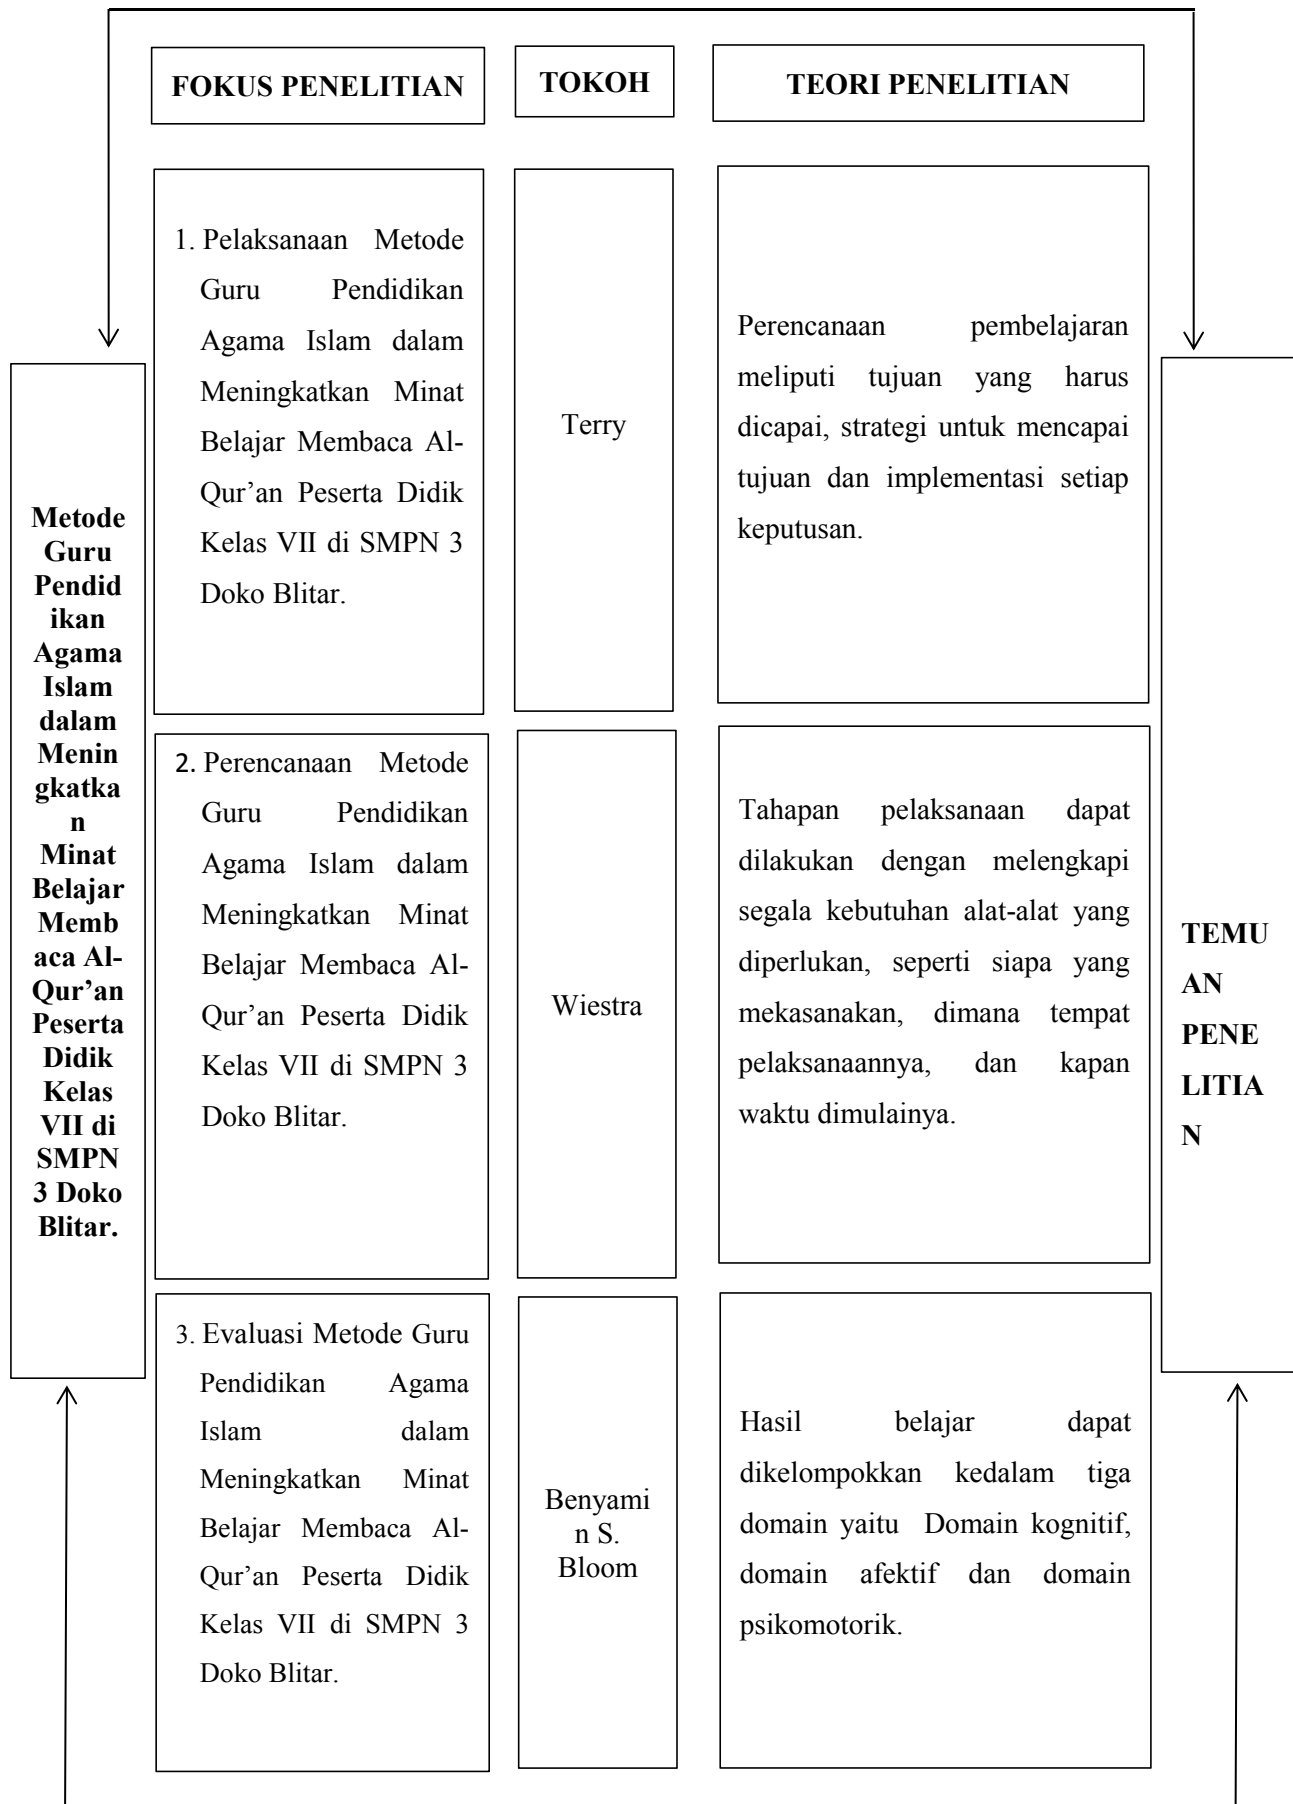 FOKUS PENELITIAN
TOKOH
TEORI PENELITIAN
Metode
Guru
Pendid
ikan
Agama
Islam
dalam
Menin
gkatka
n
Minat
Belajar
Memb
aca Al-
Qur’an
Peserta
Didik
Kelas
VII di
SMPN
3 Doko
Blitar.
1. Pelaksanaan Metode
Guru Pendidikan
Agama Islam dalam
Meningkatkan Minat
Belajar Membaca Al-
Qur’an Peserta Didik
Kelas VII di SMPN 3
Doko Blitar.
Terry
Perencanaan pembelajaran
meliputi tujuan yang harus
dicapai, strategi untuk mencapai
tujuan dan implementasi setiap
keputusan.
2. Perencanaan Metode
Guru Pendidikan
Agama Islam dalam
Meningkatkan Minat
Belajar Membaca Al-
Qur’an Peserta Didik
Kelas VII di SMPN 3
Doko Blitar.
Wiestra
Tahapan pelaksanaan dapat
dilakukan dengan melengkapi
segala kebutuhan alat-alat yang
diperlukan, seperti siapa yang
mekasanakan, dimana tempat
pelaksanaannya, dan kapan
waktu dimulainya.
3. Evaluasi Metode Guru
Pendidikan Agama
Islam dalam
Meningkatkan Minat
Belajar Membaca Al-
Qur’an Peserta Didik
Kelas VII di SMPN 3
Doko Blitar.
Benyami
n S.
Bloom
Hasil belajar dapat
dikelompokkan kedalam tiga
domain yaitu Domain kognitif,
domain afektif dan domain
psikomotorik.
TEMU
AN
PENE
LITIA
N